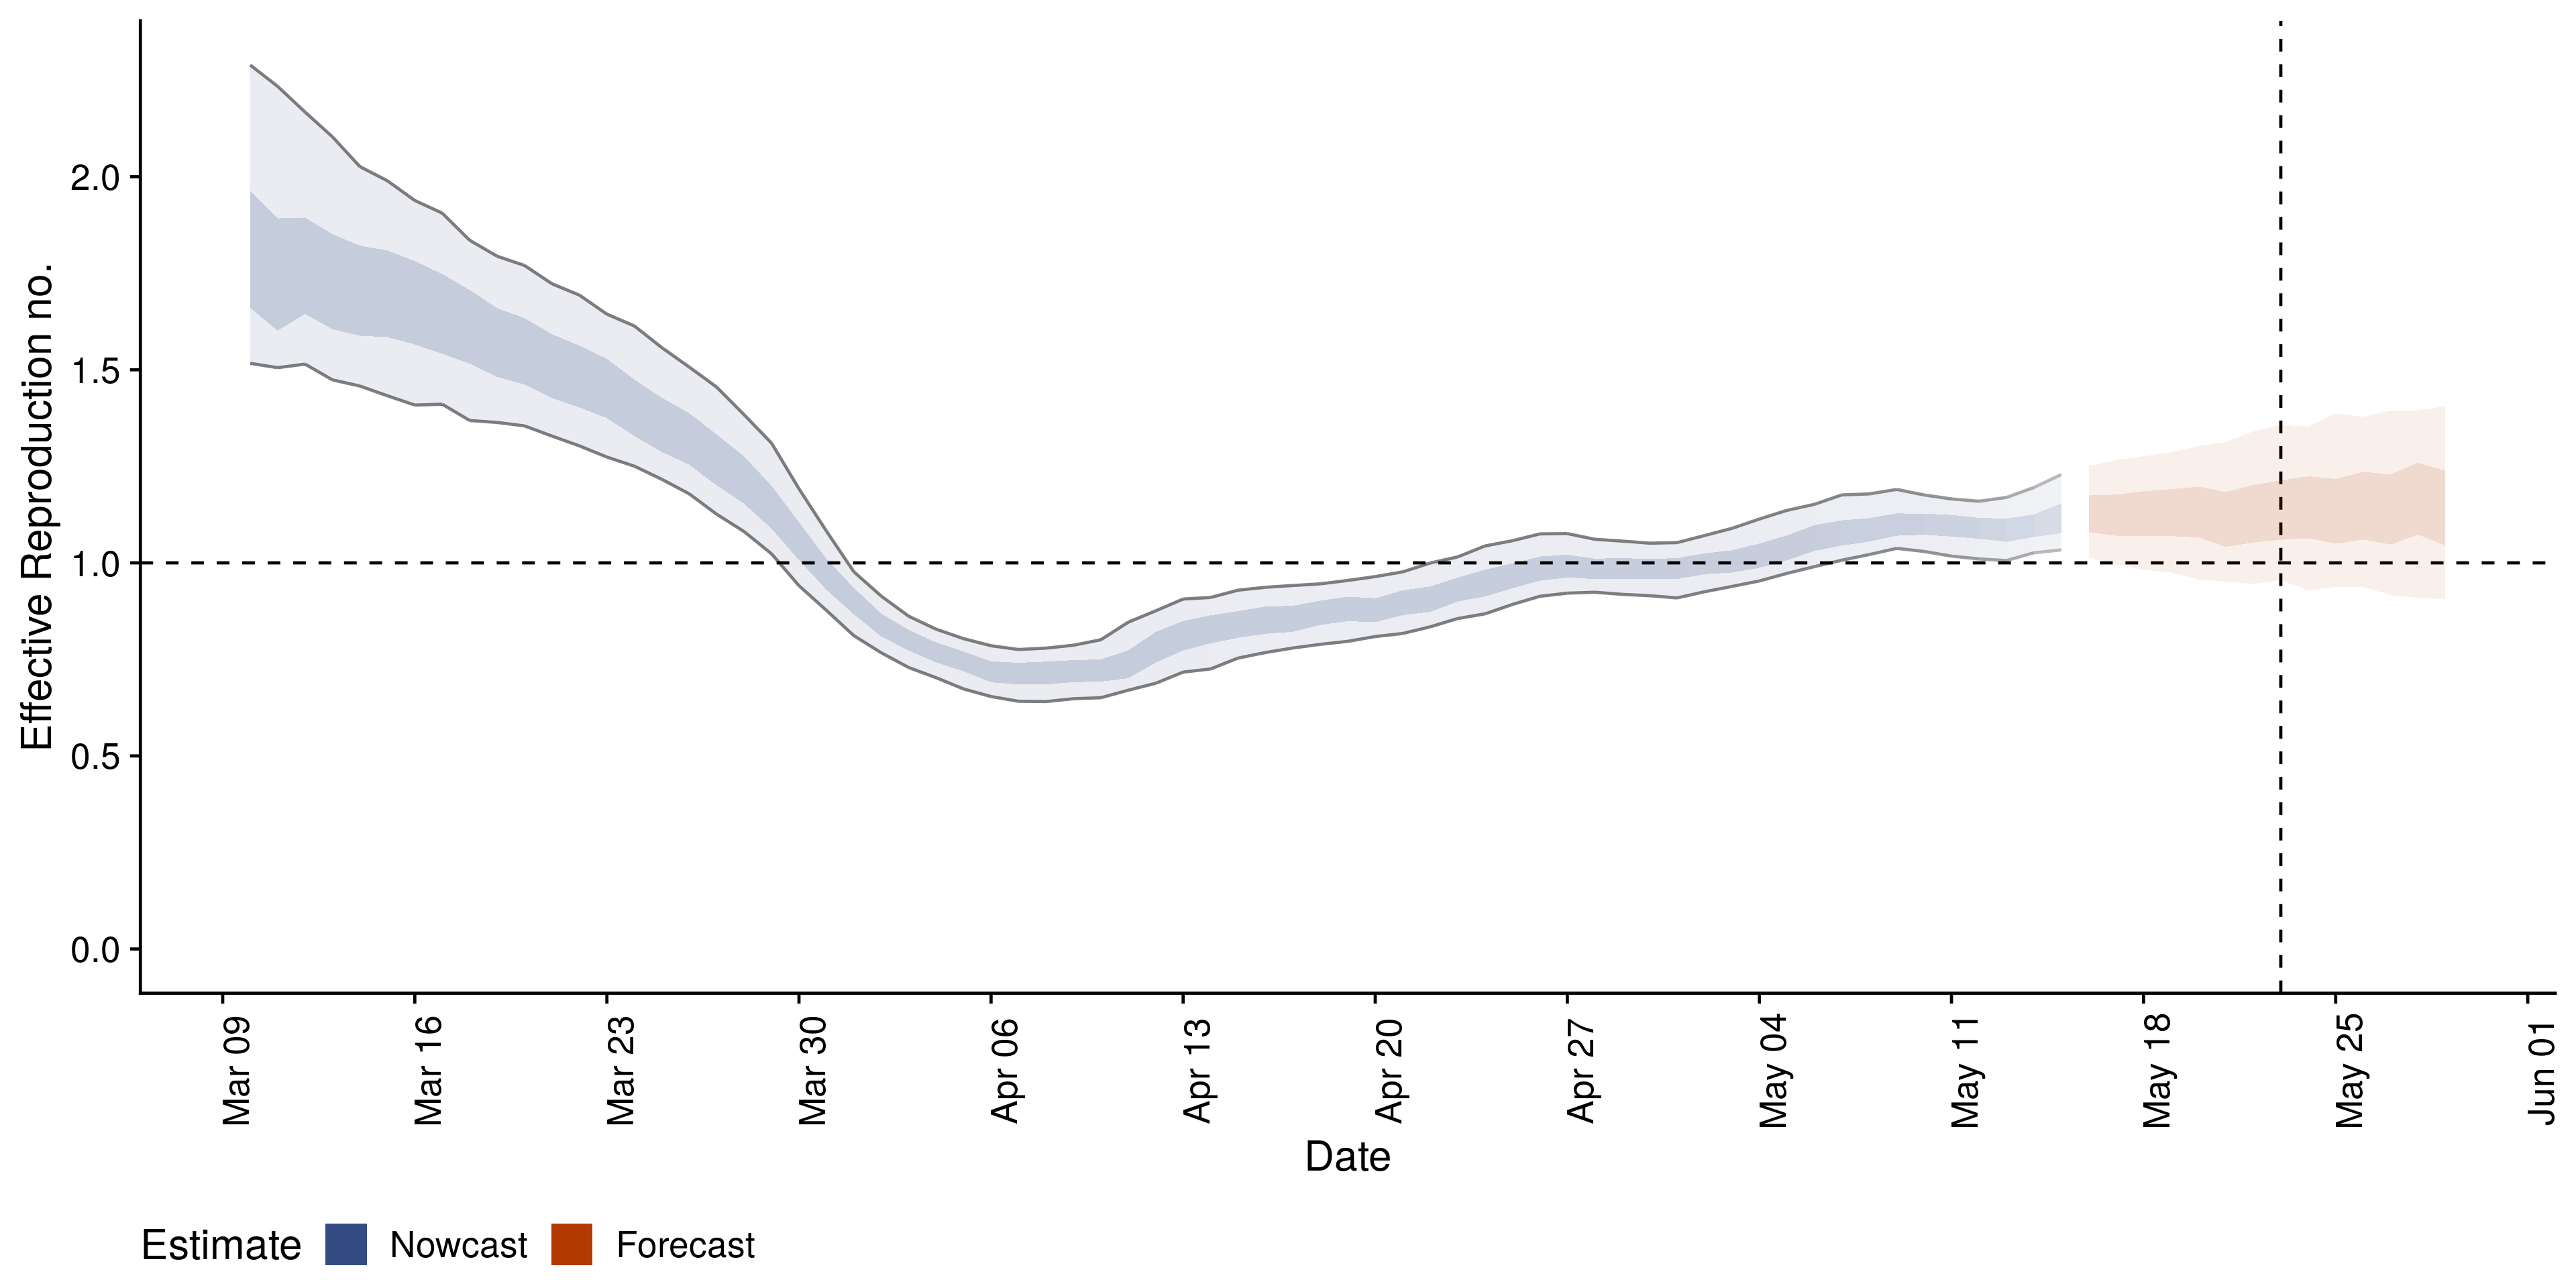 Effective Reproduction no.
2.0
1.5
1.0
0.5
0.0
Mar 09
Mar 16
Mar 23
Mar 30
Apr 06
Apr 13
Apr 20
Apr 27
May 04
May 11
May 18
May 25
Jun 01
Date
Estimate Nowcast Forecast